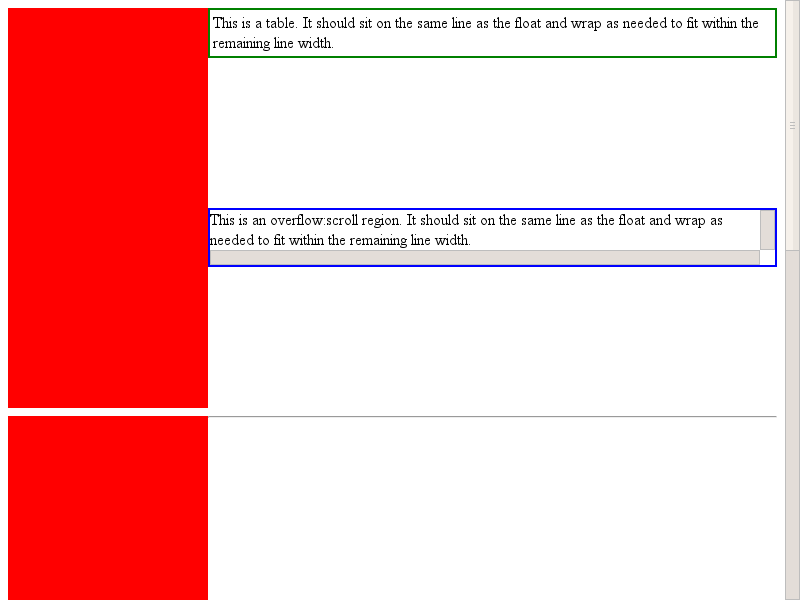 This is a table. It should sit on the same line as the float and wrap as needed to fit within the
remaining line width.
This is an overflow:scroll region. It should sit on the same line as the float and wrap as
needed to fit within the remaining line width.